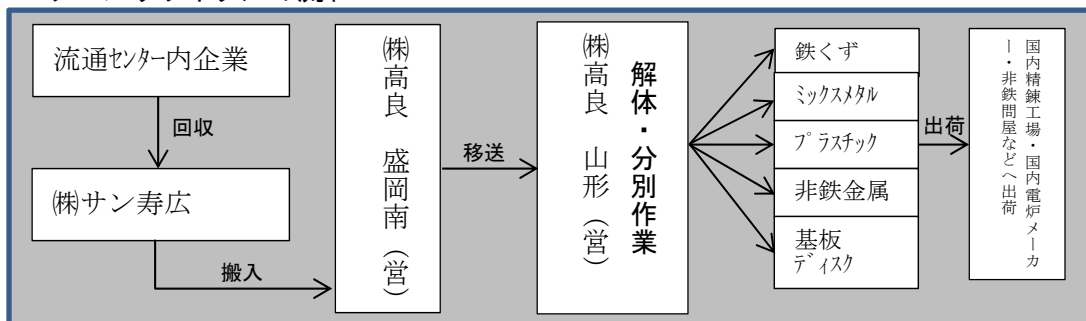 流通ｾﾝﾀｰ内企業
回収
㈱サン寿広
搬入
㈱高良　盛岡南（営）
移送
㈱高良　山形（営）
解体・分別作業
鉄くず
ﾐｯｸｽﾒﾀﾙ
ﾌﾟﾗｽﾁｯｸ
非鉄金属
基板
ﾃﾞｨｽｸ
出荷
国内精錬工場・国内電炉メーカ
ー・非鉄問屋などへ出荷